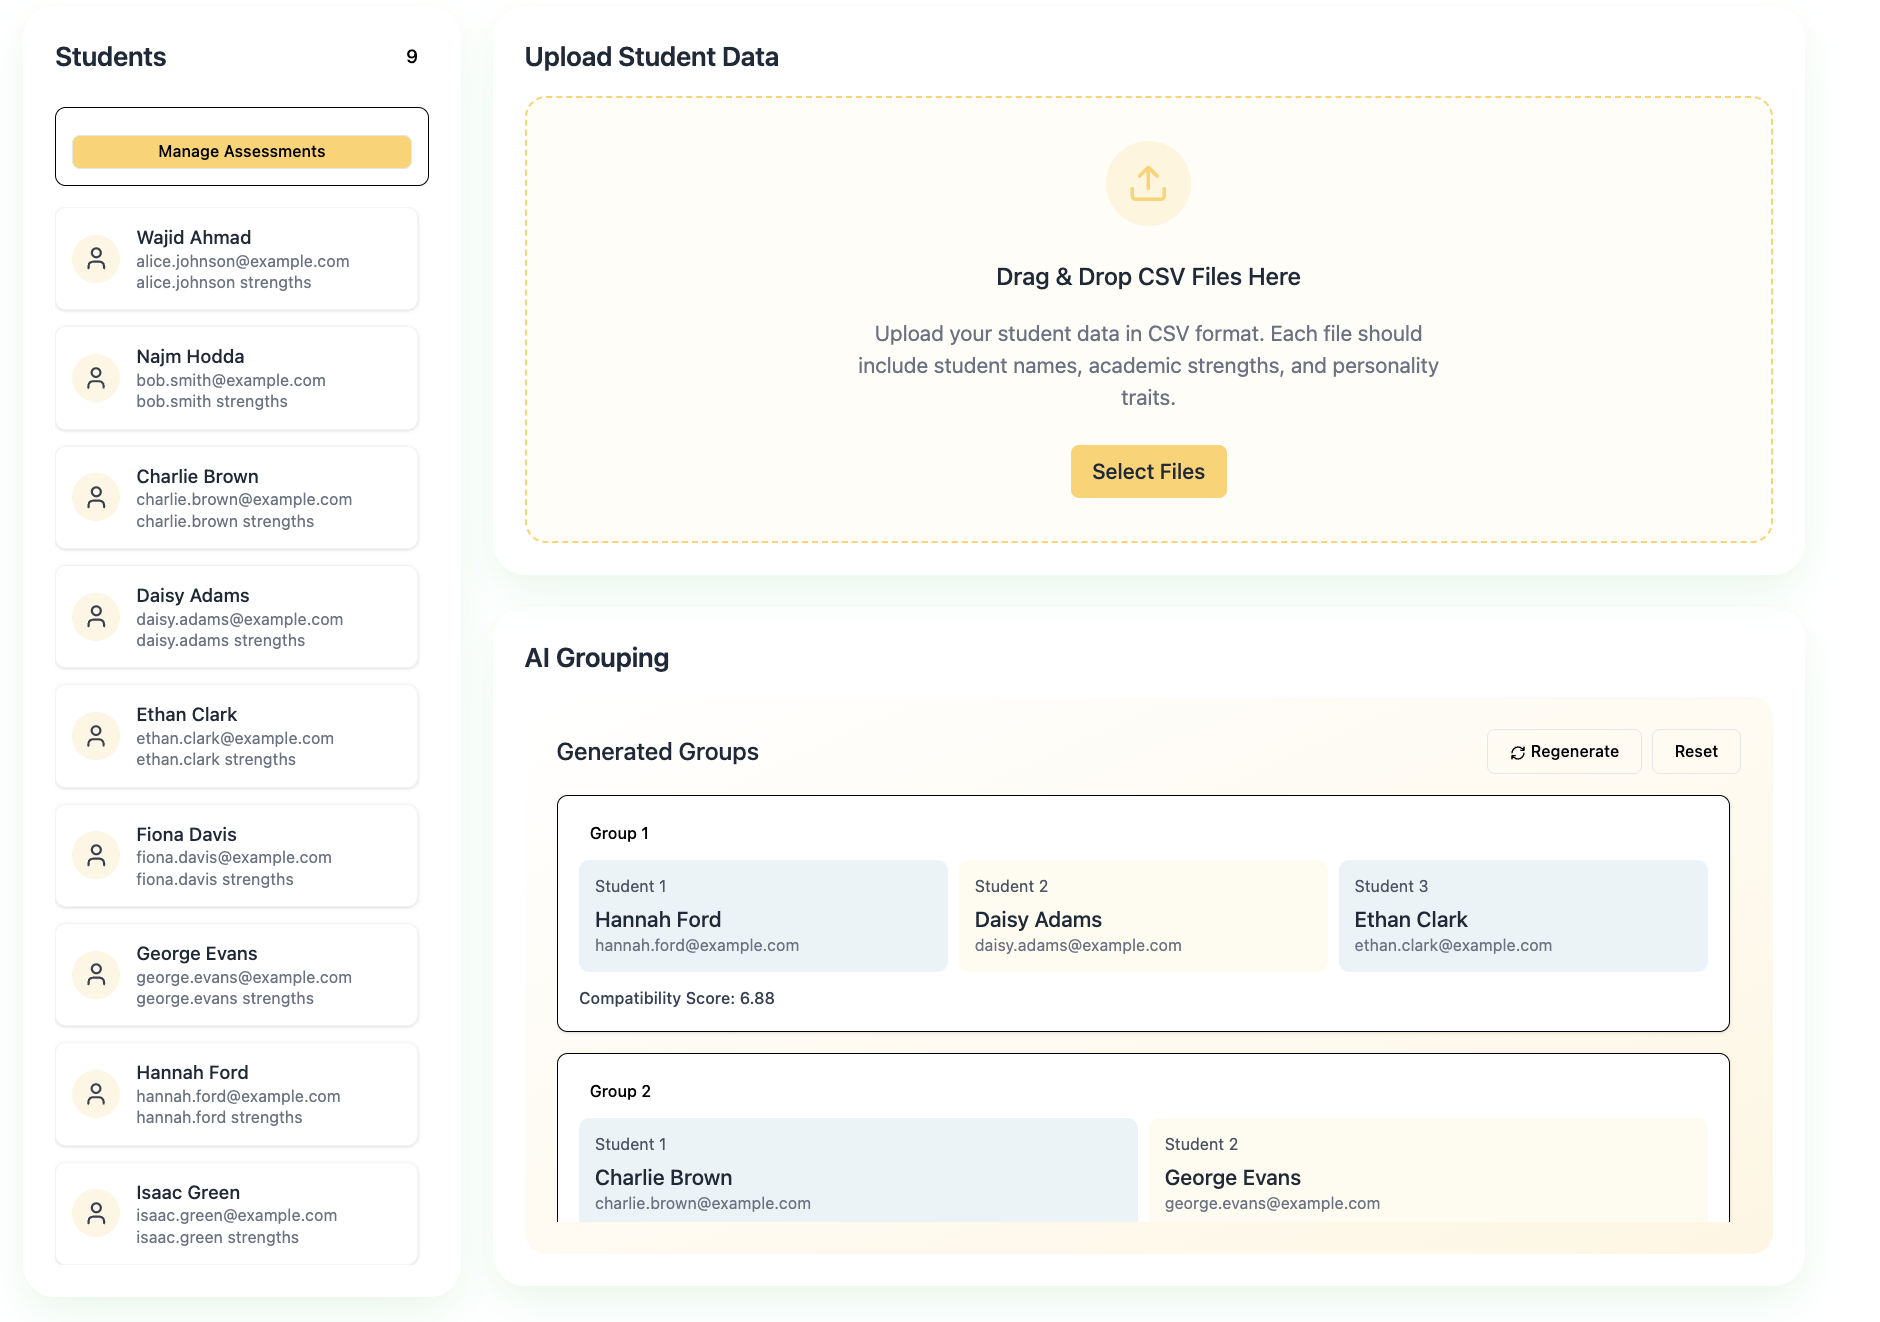 Students
9
Manage Assessments
Wajid Ahmad
alice.johnson@example.com
alice.johnson strengths
Najm Hodda
bob.smith@example.com
bob.smith strengths
Charlie Brown
charlie.brown@example.com
charlie.brown strengths
Daisy Adams
daisy.adams@example.com
daisy.adams strengths
Ethan Clark
ethan.clark@example.com
ethan.clark strengths
Fiona Davis
fiona.davis@example.com
fiona.davis strengths
George Evans
george.evans@example.com
george.evans strengths
Hannah Ford
hannah.ford@example.com
hannah.ford strengths
Isaac Green
isaac.green@example.com
isaac.green strengths
Upload Student Data
Drag & Drop CSV Files Here
Upload your student data in CSV format. Each file should
include student names, academic strengths, and personality
traits.
Select Files
AI Grouping
Generated Groups
Regenerate
Reset
Group 1
Student 1
Hannah Ford
hannah.ford@example.com
Student 2
Daisy Adams
daisy.adams@example.com
Student 3
Ethan Clark
ethan.clark@example.com
Compatibility Score: 6.88
Group 2
Student 1
Charlie Brown
charlie.brown@example.com
Student 2
George Evans
george.evans@example.com